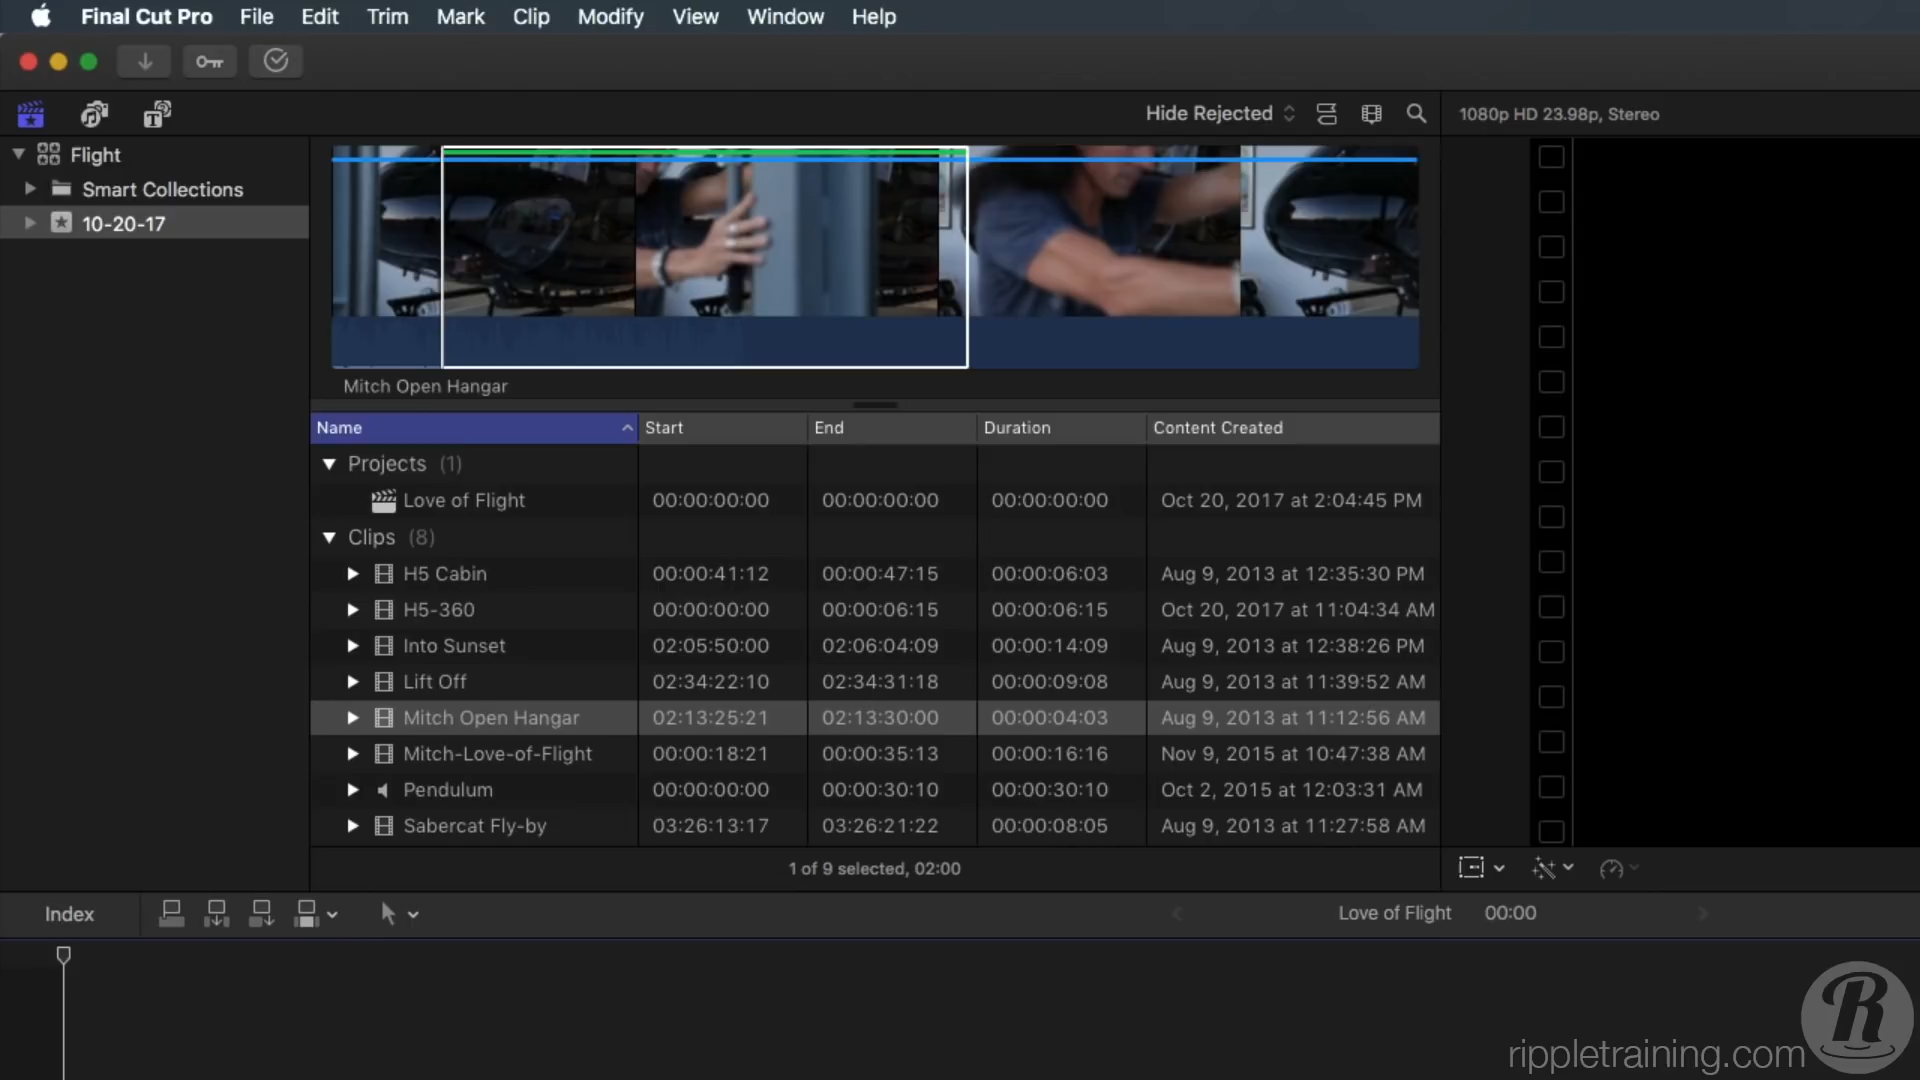 Final Cut Pro File Edit Trim Mark Clip Modify View Window Help
Hide Rejected
1080p HD 23.98p, Stereo
Flight
Smart Collections
10-20-17
Mitch Open Hangar
Name Start End Duration Content Created
Projects (1)
Love of Flight 00:00:00:00 00:00:00:00 00:00:00:00 Oct 20, 2017 at 2:04:45 PM
Clips (8)
H5 Cabin 00:00:41:12 00:00:47:15 00:00:06:03 Aug 9, 2013 at 12:35:30 PM
H5-360 00:00:00:00 00:00:06:15 00:00:06:15 Oct 20, 2017 at 11:04:34 AM
Into Sunset 02:05:50:00 02:06:04:09 00:00:14:09 Aug 9, 2013 at 12:38:26 PM
Lift Off 02:34:22:10 02:34:31:18 00:00:09:08 Aug 9, 2013 at 11:39:52 AM
Mitch Open Hangar 02:13:25:21 02:13:30:00 00:00:04:03 Aug 9, 2013 at 11:12:56 AM
Mitch-Love-of-Flight 00:00:18:21 00:00:35:13 00:00:16:16 Nov 9, 2015 at 10:47:38 AM
Pendulum 00:00:00:00 00:00:30:10 00:00:30:10 Oct 2, 2015 at 12:03:31 AM
Sabercat Fly-by 03:26:13:17 03:26:21:22 00:00:08:05 Aug 9, 2013 at 11:27:58 AM
1 of 9 selected, 02:00
Index
Love of Flight 00:00
R
rippletraining.com